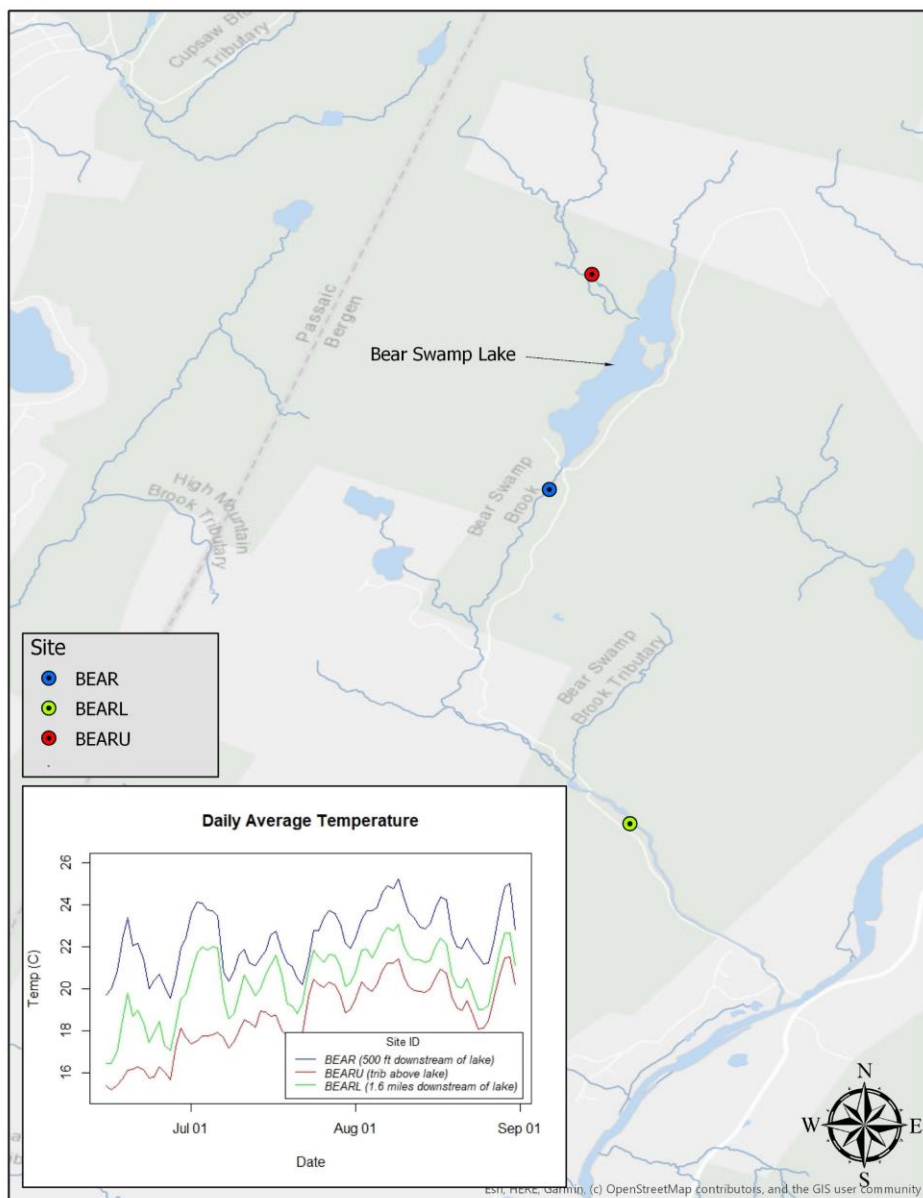 Cupsaw Bro
Tributary
Passaic
Bergen
Bear Swamp Lake
High Mountain
Brook Tributary
Bear Swamp
Brook
Bear Swamp
Brook Tributary
Site
BEAR
BEARL
BEARU
Daily Average Temperature
26
24
22
20
18
16
Temp (C)
Site ID
BEAR (500 ft downstream of lake)
BEARU (trib above lake)
BEARL (1.6 miles downstream of lake)
Jul 01
Aug 01
Sep 01
Date
N
W
E
S
Esri, HERE, Garmin, (c) OpenStreetMap contributors, and the GIS user community